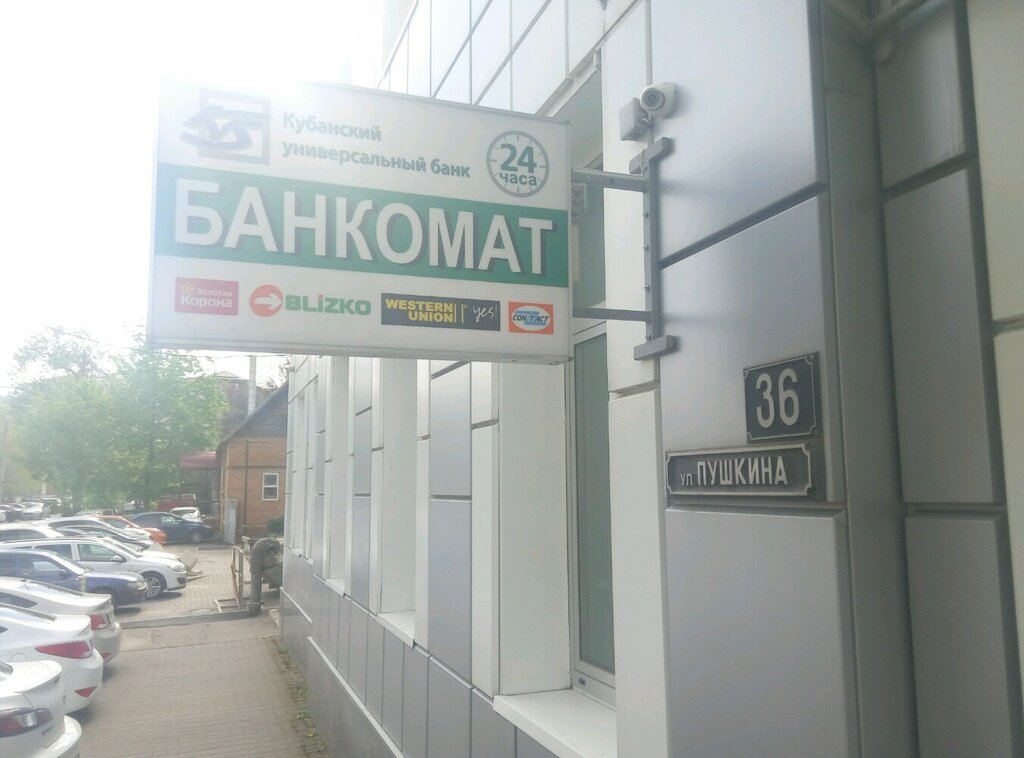 Кубанский
универсальный банк
24
часа
БАНКОМАТ
Золотая
Корона
BLiZKO
WESTERN
UNION
yes!
CONTACT
36
ул. ПУШКИНА